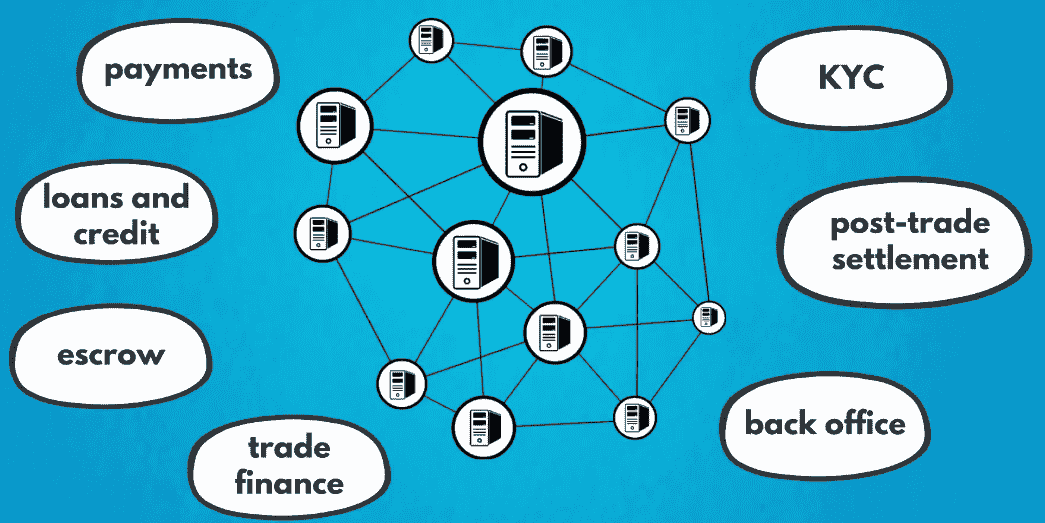 payments
KYC
loans and
credit
post-trade
settlement
escrow
back office
trade
finance